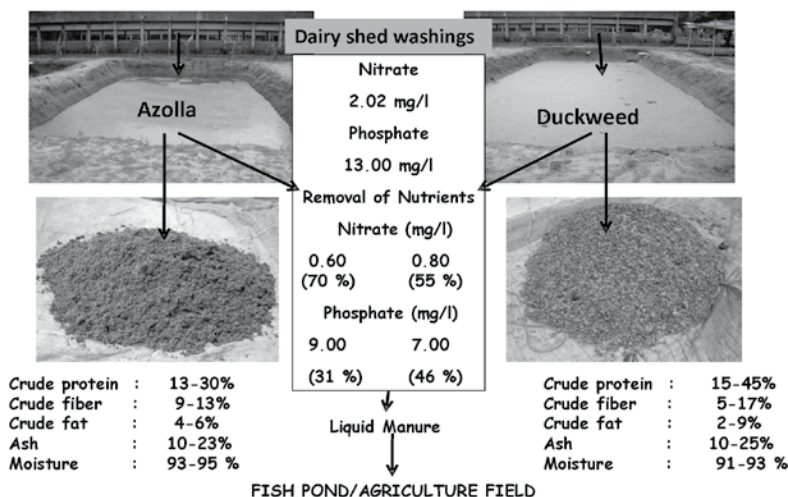 Dairy shed washings
Nitrate
2.02 mg/l
Phosphate
13.00 mg/l
Removal of Nutrients
Nitrate (mg/l)
0.60 0.80
(70 %) (55 %)
Phosphate (mg/l)
9.00 7.00
(31 %) (46 %)
Azolla
Duckweed
Crude protein : 13-30%
Crude fiber : 9-13%
Crude fat : 4-6%
Ash : 10-23%
Moisture : 93-95 %
Crude protein : 15-45%
Crude fiber : 5-17%
Crude fat : 2-9%
Ash : 10-25%
Moisture : 91-93 %
Liquid Manure
FISH POND/AGRICULTURE FIELD